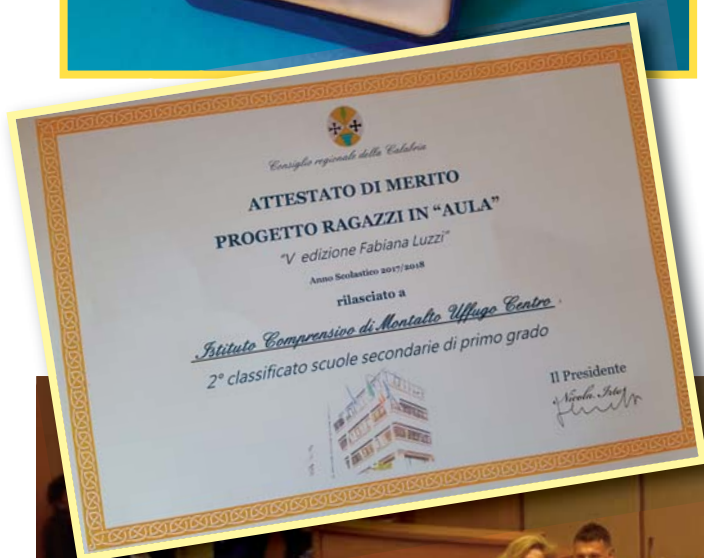 Consiglio regionale della Calabria
ATTESTATO DI MERITO
PROGETTO RAGAZZI IN "AULA"
"V edizione Fabiana Luzzi"
Anno Scolastico 2017/2018
rilasciato a
Istituto Comprensivo di Montalto Uffugo Centro
2° classificato scuole secondarie di primo grado
Il Presidente
Nicola Irto